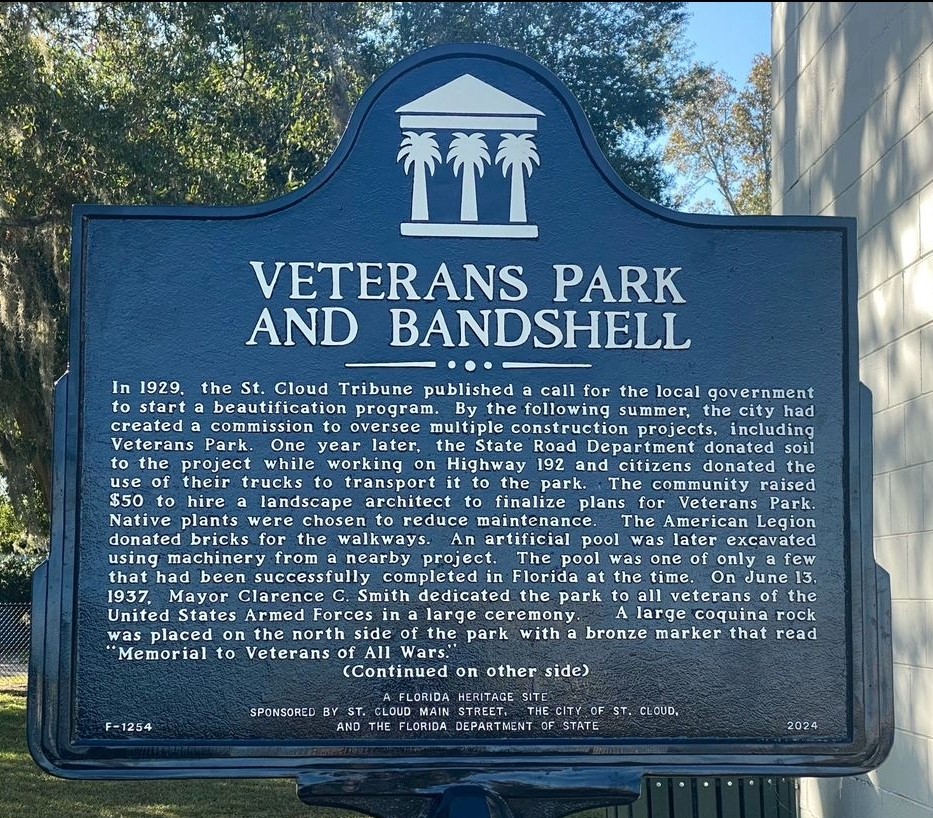 VETERANS PARK
AND BANDSHELL
In 1929, the St. Cloud Tribune published a call for the local government
to start a beautification program. By the following summer, the city had
created a commission to oversee multiple construction projects, including
Veterans Park. One year later, the State Road Department donated soil
to the project while working on Highway 192 and citizens donated the
use of their trucks to transport it to the park. The community raised
$50 to hire a landscape architect to finalize plans for Veterans Park.
Native plants were chosen to reduce maintenance. The American Legion
donated bricks for the walkways. An artificial pool was later excavated
using machinery from a nearby project. The pool was one of only a few
that had been successfully completed in Florida at the time. On June 13,
1937, Mayor Clarence C. Smith dedicated the park to all veterans of the
United States Armed Forces in a large ceremony. A large coquina rock
was placed on the north side of the park with a bronze marker that read
“Memorial to Veterans of All Wars.”
(Continued on other side)
A FLORIDA HERITAGE SITE
SPONSORED BY ST. CLOUD MAIN STREET, THE CITY OF ST. CLOUD,
F-1254 AND THE FLORIDA DEPARTMENT OF STATE 2024